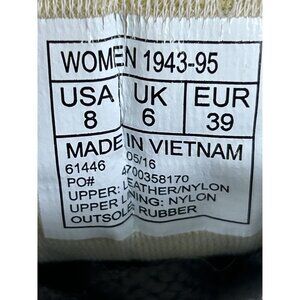 WOMEN 1943-95
USA UK EUR
8 6 39
MADE IN VIETNAM
61446 05/16
PO# 4700358170
UPPER: LEATHER/NYLON
UPPER LINING: NYLON
OUTSOLE: RUBBER